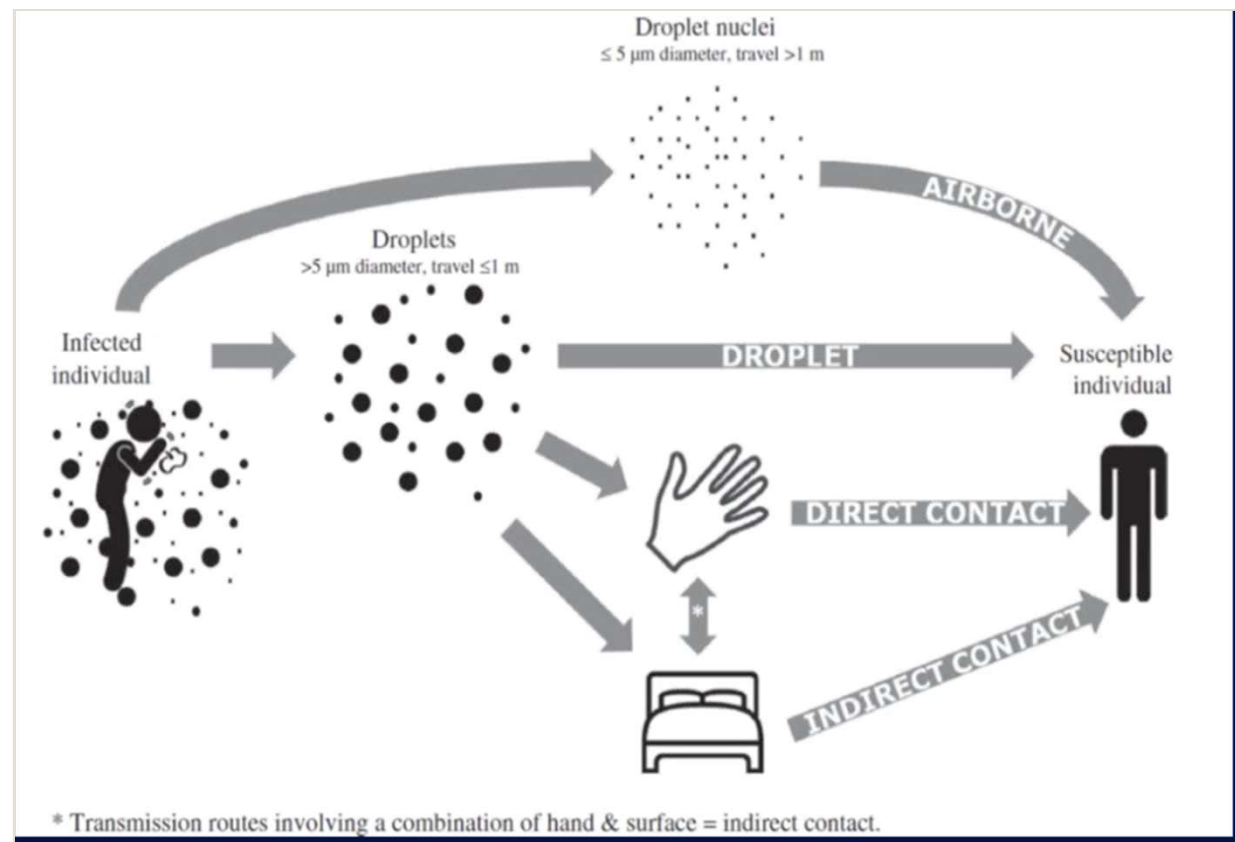 Droplet nuclei
≤ 5 μm diameter, travel >1 m
AIRBORNE
Droplets
>5 μm diameter, travel ≤1 m
Infected
individual
DROPLET
Susceptible
individual
DIRECT CONTACT
*
INDIRECT CONTACT
* Transmission routes involving a combination of hand & surface = indirect contact.